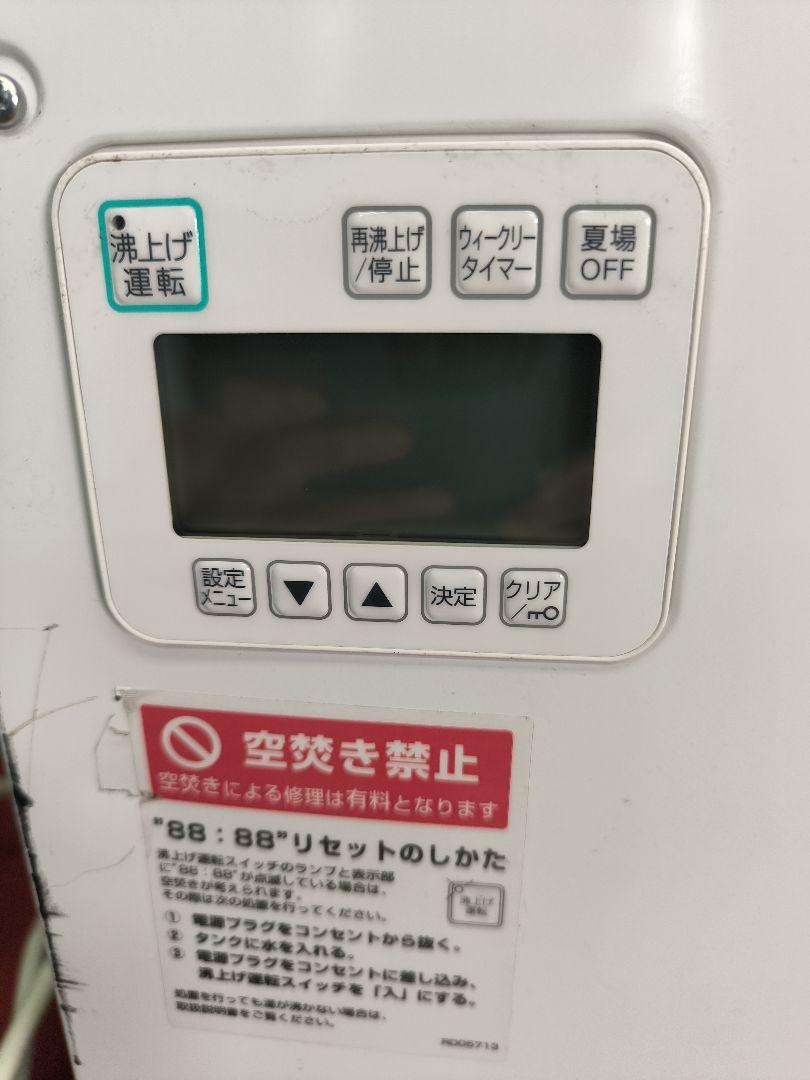 沸上げ
運転
再沸上げ
/停止
ウィークリー
タイマー
夏場
OFF
設定
メニュー
▼
▲
決定
クリア
/
空焚き禁止
空焚きによる修理は有料となります
"88:88"リセットのしかた
沸上げ運転スイッチのランプと表示部
に"88:88"が点滅している場合は、
空焚きが考えられます。
その際は次の処置を行ってください。
沸上げ
運転
① 電源プラグをコンセントから抜く。
② タンクに水を入れる。
③ 電源プラグをコンセントに差し込み、
沸上げ運転スイッチを「入」にする。
処置を行っても湯が沸かない場合は、
取扱説明書をご覧ください。
RD05713